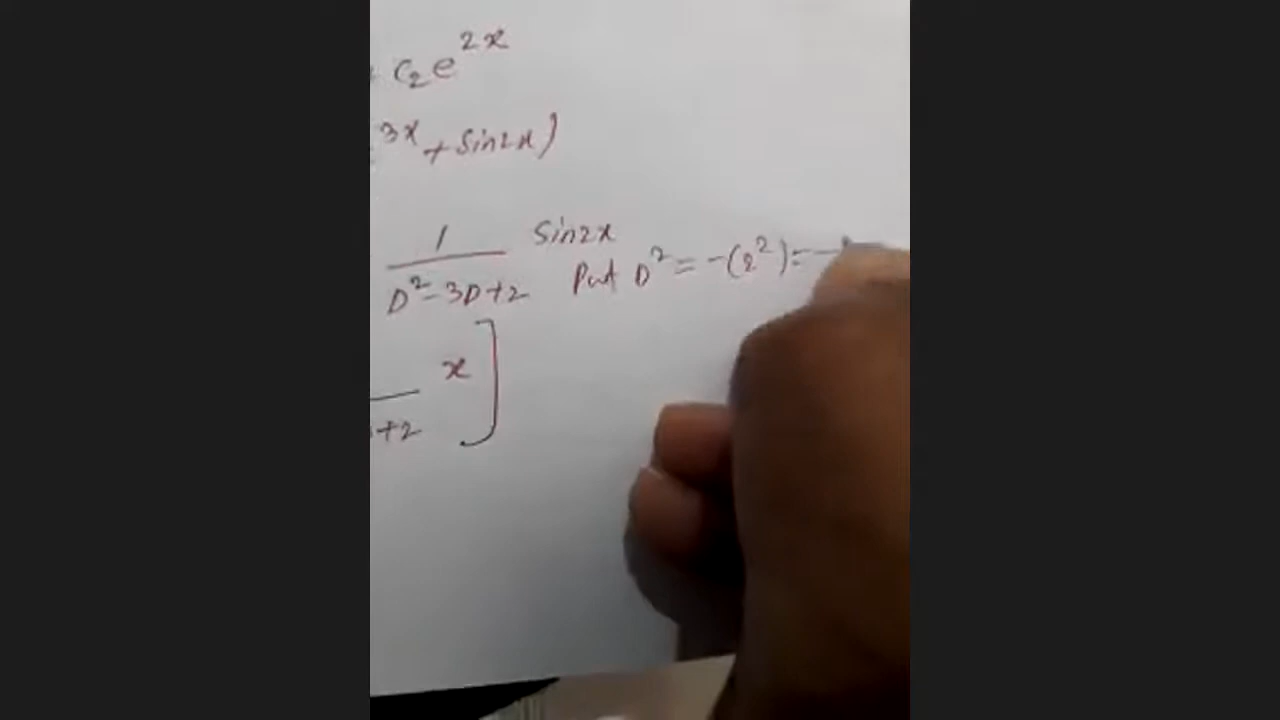 c₂e^2x
3x + sin2x)
1 sin2x
D² - 3D + 2 Put D² = -(2²) = -
x ]
+2